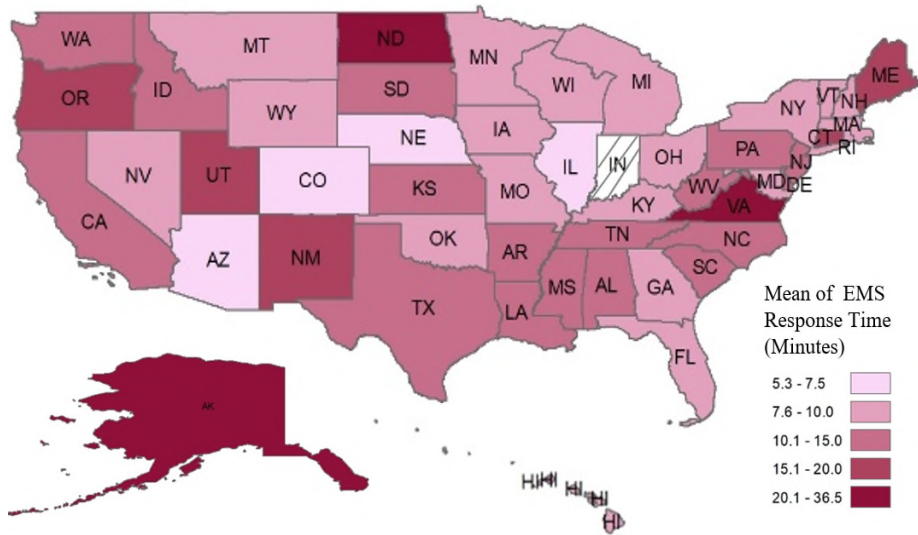 WA
MT
ND
MN
ME
OR
ID
SD
WI
MI
VT
NH
NY
WY
MA
CT
RI
IA
NE
PA
NJ
NV
UT
CO
IL
IN
OH
MD
DE
KS
MO
WV
VA
KY
CA
OK
TN
NC
AZ
NM
AR
SC
MS
AL
GA
TX
LA
FL
Mean of EMS
Response Time
(Minutes)
5.3 - 7.5
7.6 - 10.0
10.1 - 15.0
15.1 - 20.0
20.1 - 36.5
AK
HI HI
HI
HI
HI